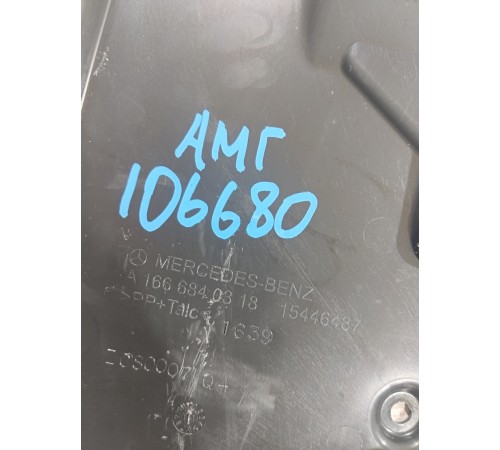 АМГ
106680
MERCEDES-BENZ
A 166 684 03 18 15446487
>PP+Talc< 1639